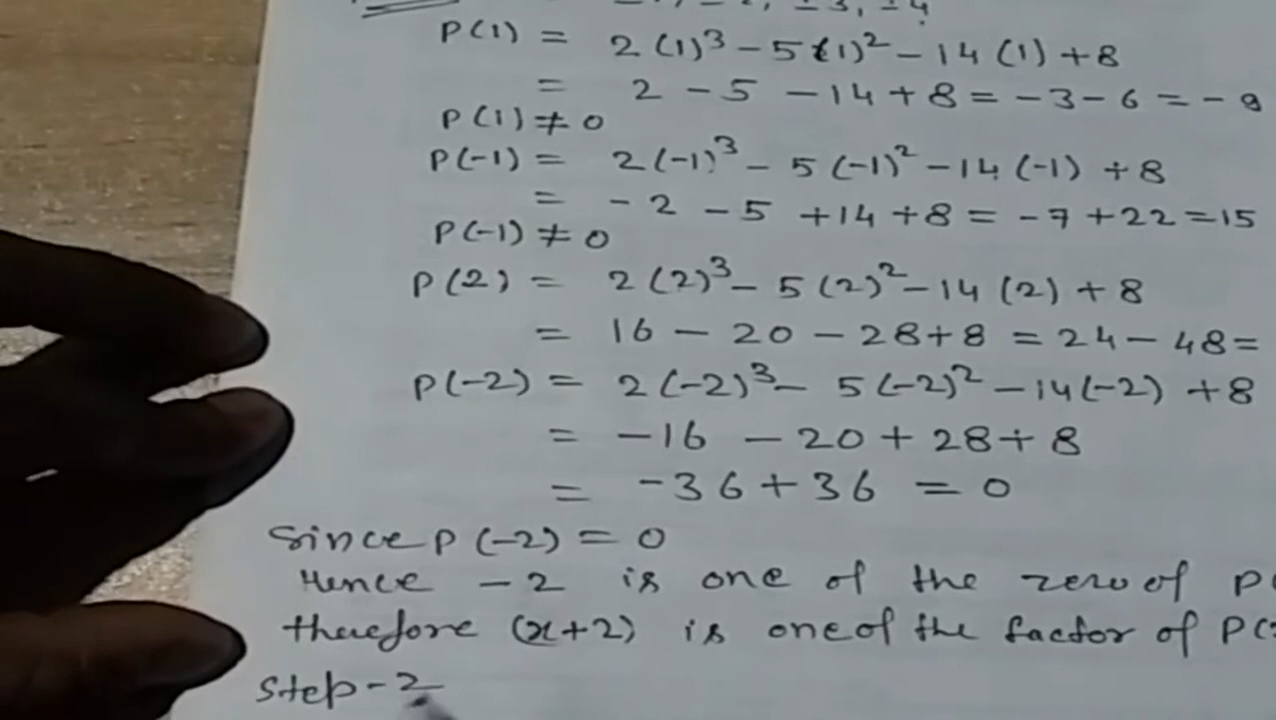 ±3, ±4
P(1) = 2(1)³ - 5(1)² - 14(1) + 8
= 2 - 5 - 14 + 8 = -3 - 6 = -9
P(1) ≠ 0
P(-1) = 2(-1)³ - 5(-1)² - 14(-1) + 8
= -2 - 5 + 14 + 8 = -7 + 22 = 15
P(-1) ≠ 0
P(2) = 2(2)³ - 5(2)² - 14(2) + 8
= 16 - 20 - 28 + 8 = 24 - 48 =
P(-2) = 2(-2)³ - 5(-2)² - 14(-2) + 8
= -16 - 20 + 28 + 8
= -36 + 36 = 0
Since P(-2) = 0
Hence -2 is one of the zero of P(
therefore (x+2) is one of the factor of P(
Step-2